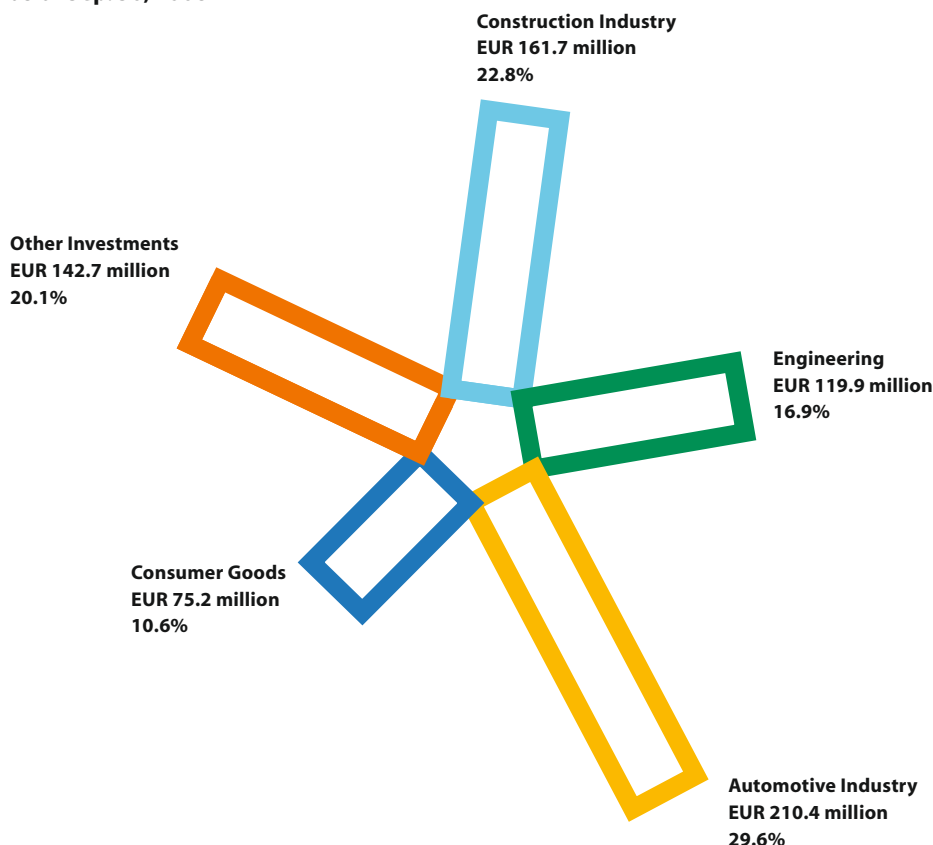 Construction Industry
EUR 161.7 million
22.8%
Other Investments
EUR 142.7 million
20.1%
Engineering
EUR 119.9 million
16.9%
Consumer Goods
EUR 75.2 million
10.6%
Automotive Industry
EUR 210.4 million
29.6%